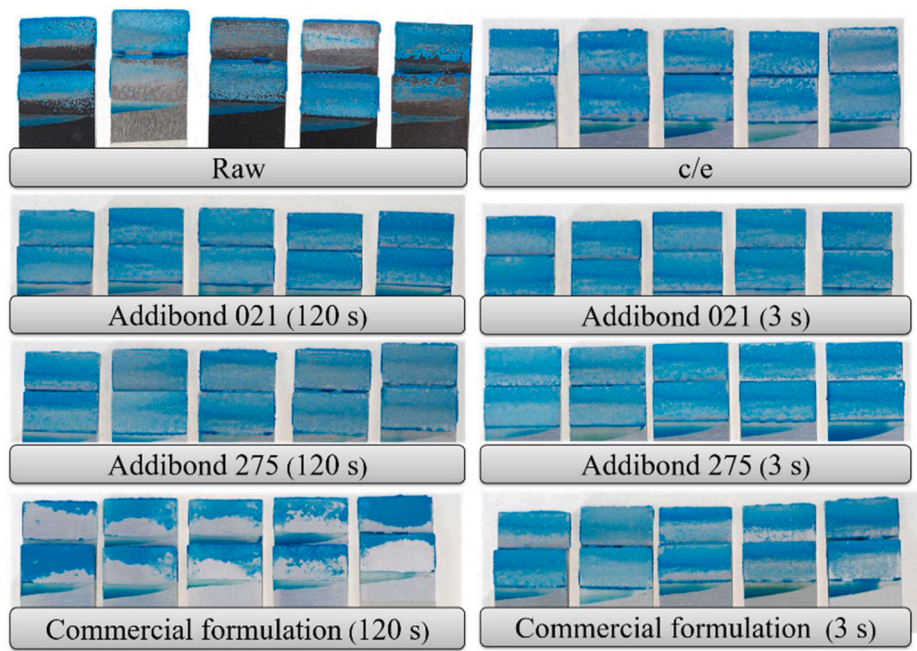 Raw
c/e
Addibond 021 (120 s)
Addibond 021 (3 s)
Addibond 275 (120 s)
Addibond 275 (3 s)
Commercial formulation (120 s)
Commercial formulation (3 s)